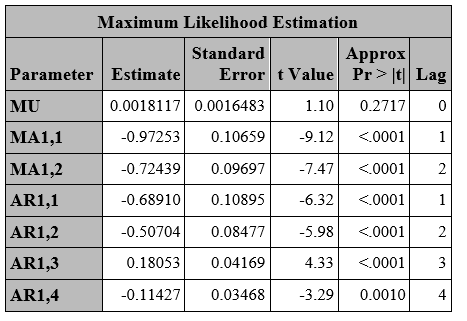 Maximum Likelihood Estimation
Parameter Estimate Standard Error t Value Approx Pr > |t| Lag
MU 0.0018117 0.0016483 1.10 0.2717 0
MA1,1 -0.97253 0.10659 -9.12 <.0001 1
MA1,2 -0.72439 0.09697 -7.47 <.0001 2
AR1,1 -0.68910 0.10895 -6.32 <.0001 1
AR1,2 -0.50704 0.08477 -5.98 <.0001 2
AR1,3 0.18053 0.04169 4.33 <.0001 3
AR1,4 -0.11427 0.03468 -3.29 0.0010 4